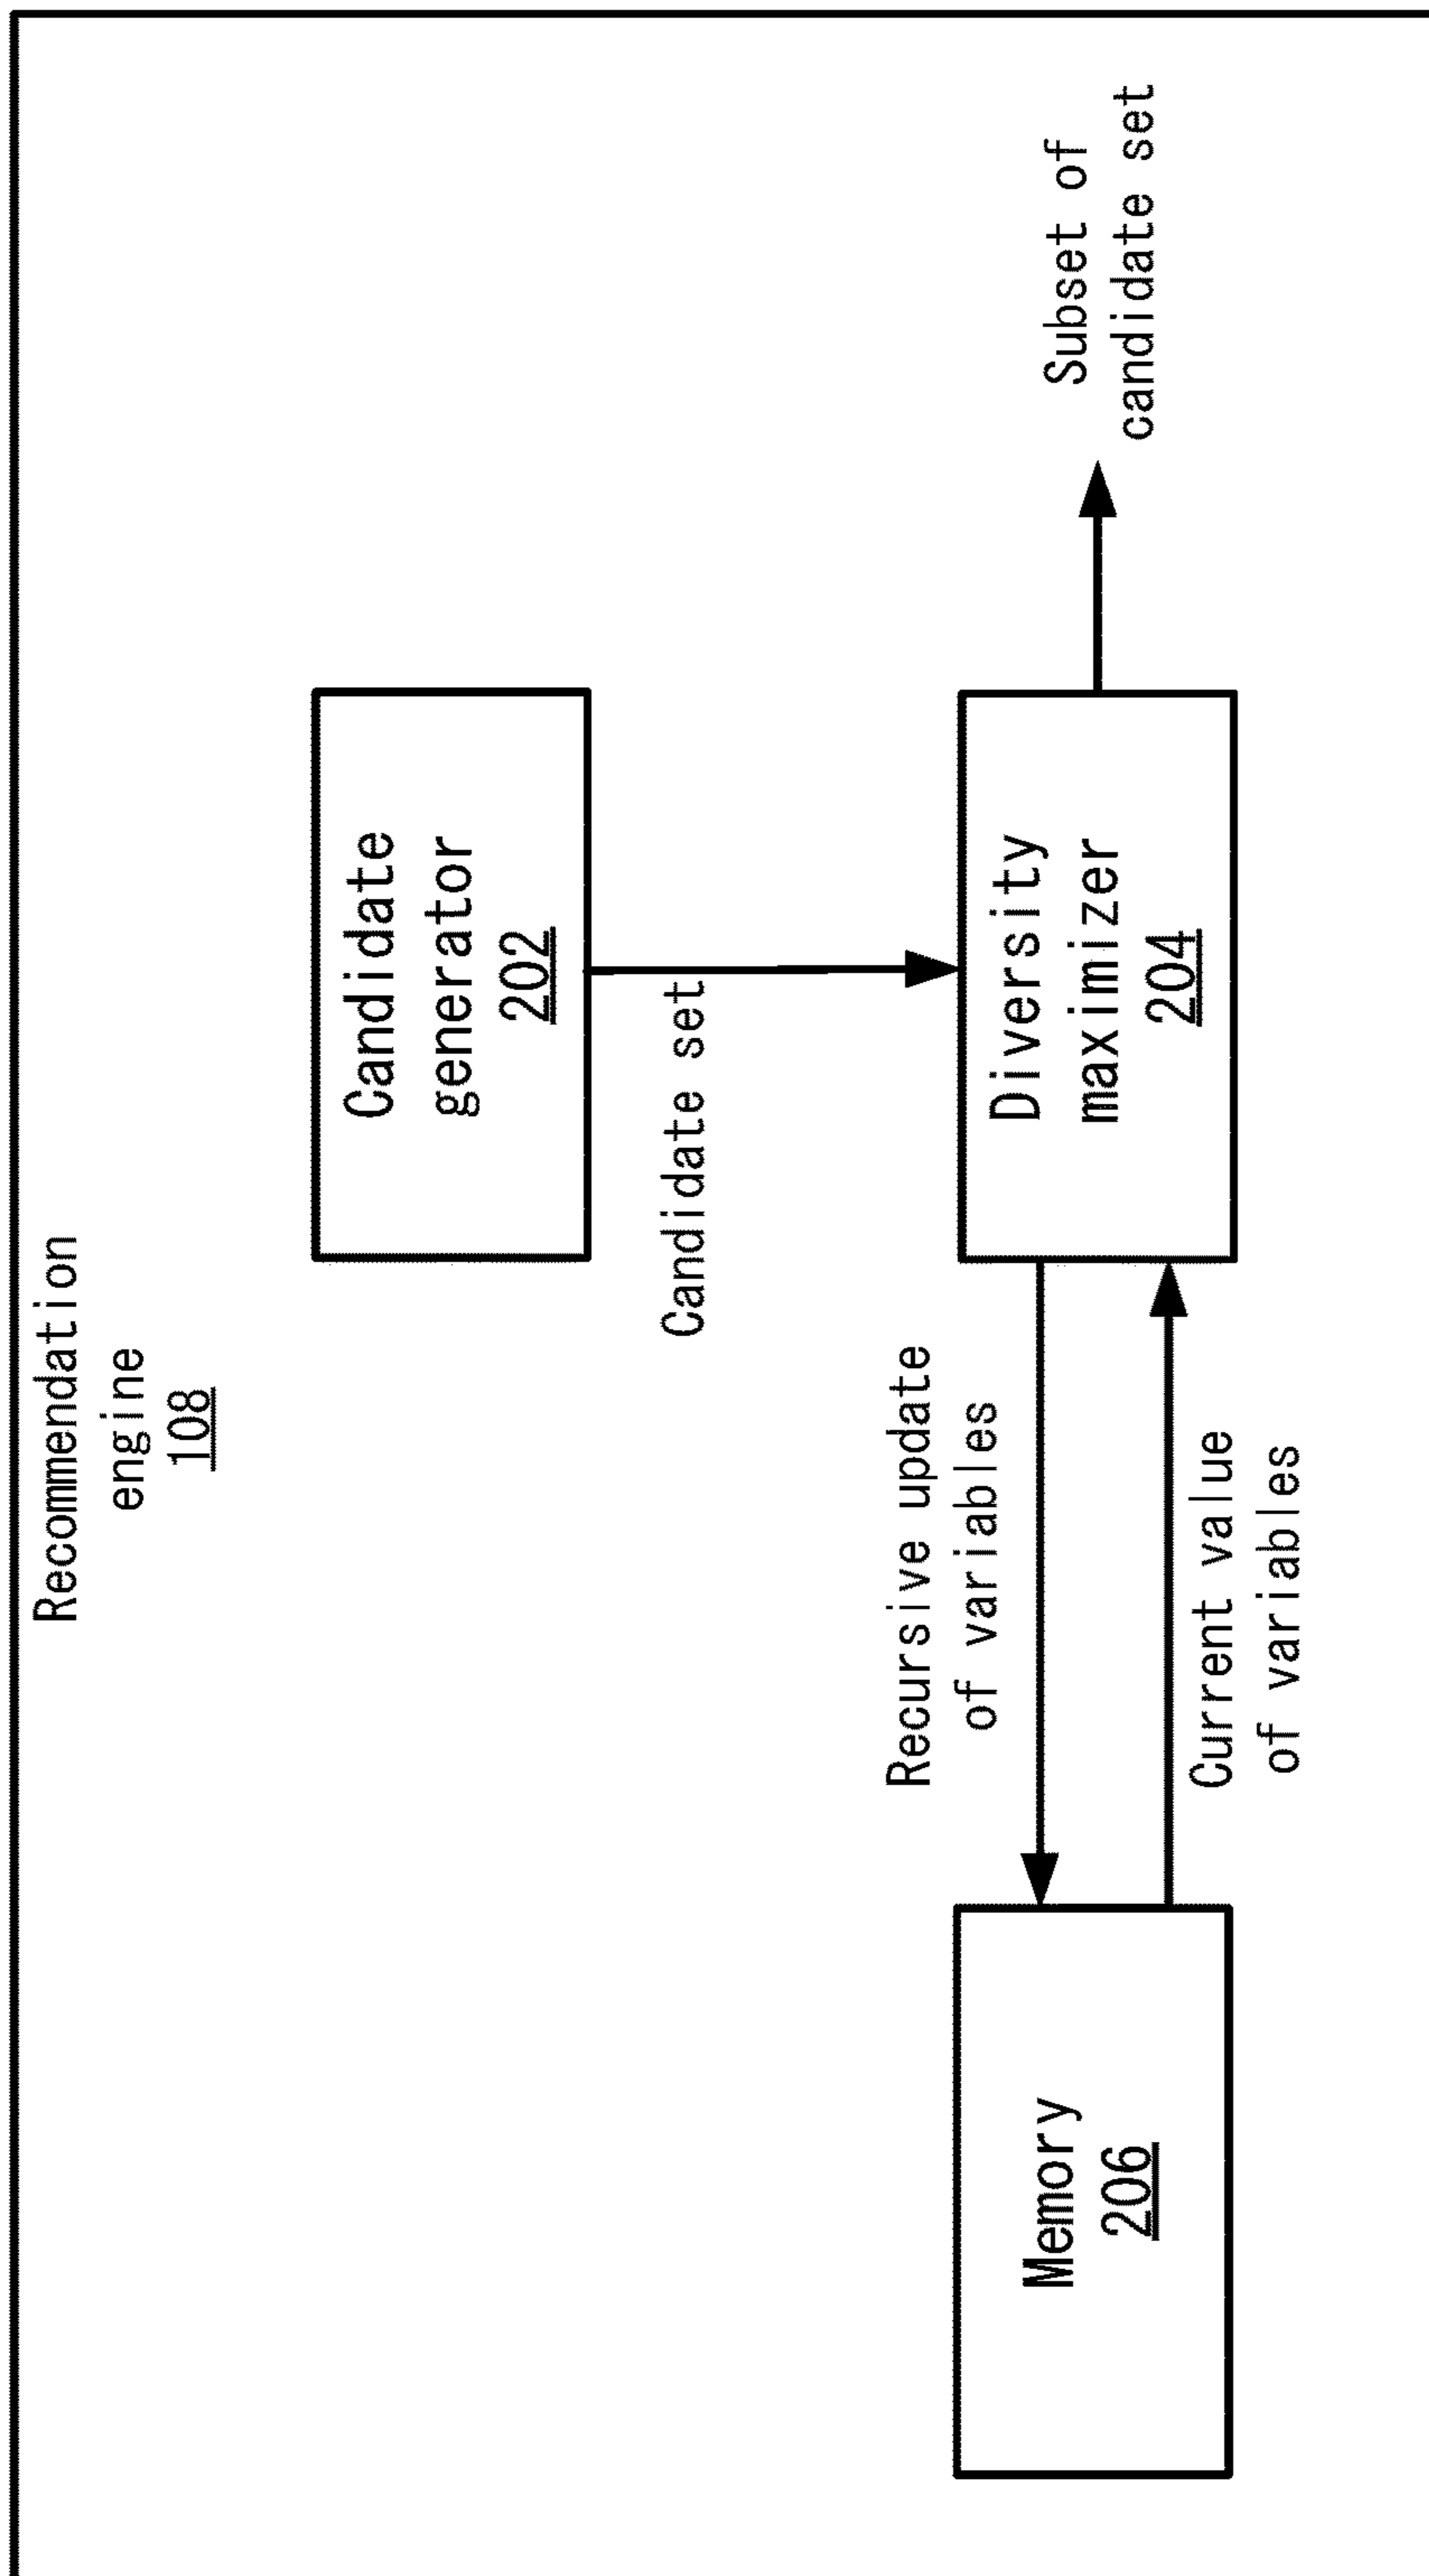 Recommendation
engine
108
Candidate
generator
202
Candidate set
Recursive update
of variables
Current value
of variables
Memory
206
Diversity
maximizer
204
Subset of
candidate set